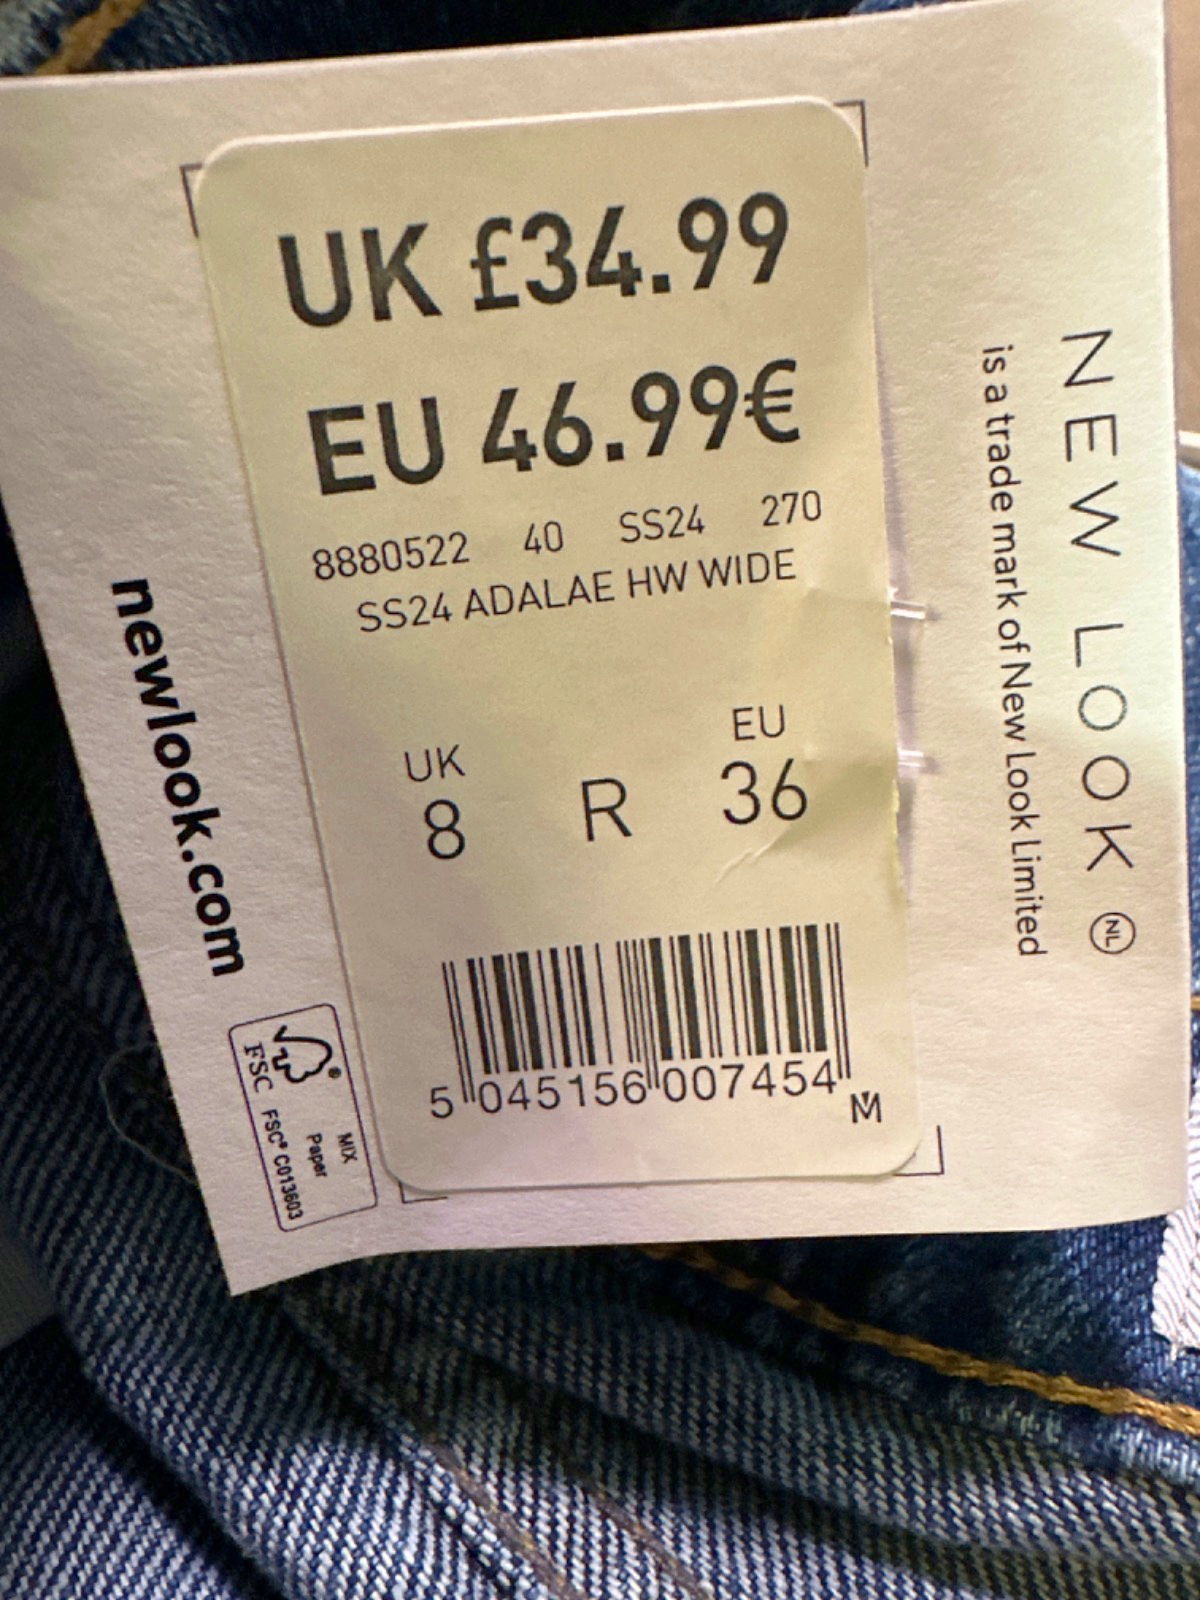 UK £34.99
EU 46.99€
8880522 40 SS24 270
SS24 ADALAE HW WIDE
UK EU
8 R 36
5 045156 007454
M
newlook.com
NEW LOOK NL
is a trade mark of New Look Limited
FSC®
MIX
Paper
FSC® C013603